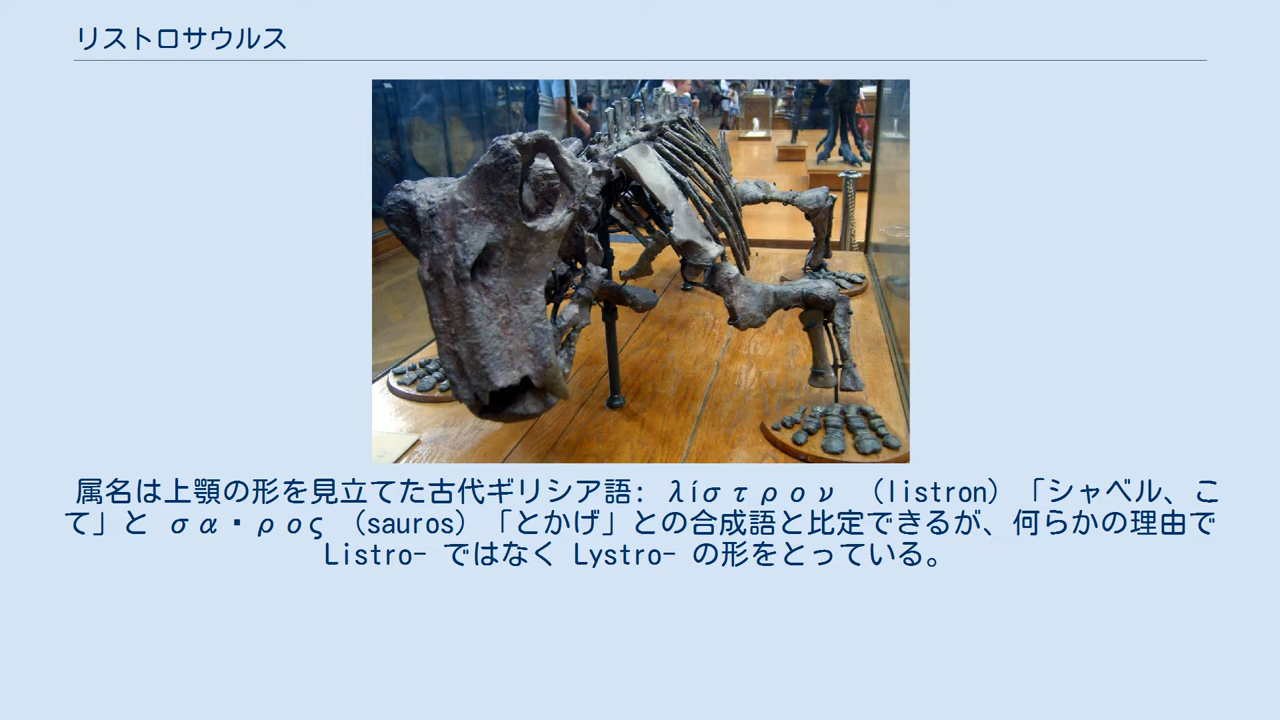 リストロサウルス
属名は上顎の形を見立てた古代ギリシア語: λίστρον （listron）「シャベル、こ
て」と σα▪ρος （sauros）「とかげ」との合成語と比定できるが、何らかの理由で
Listro- ではなく Lystro- の形をとっている。